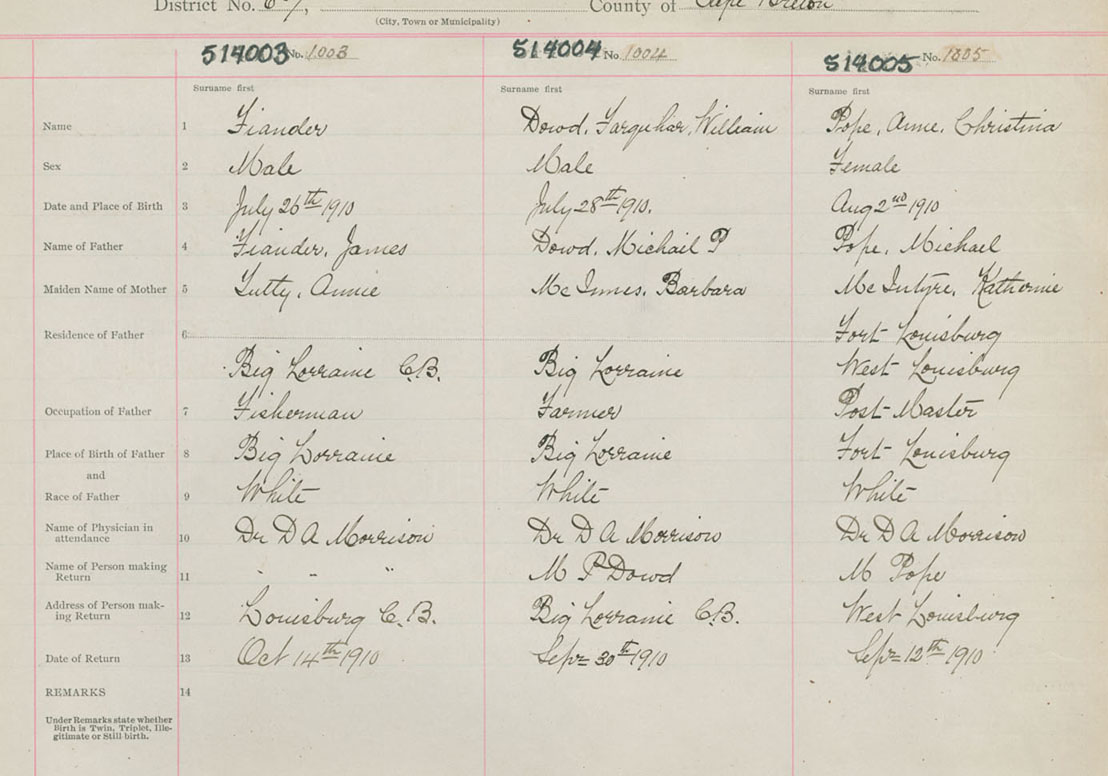 District No. County of Cape Breton
(City, Town or Municipality)
514003 No. 1003 514004 No. 1004 514005 No. 1005
Surname first Surname first Surname first
Name 1 Fiander Dowd, Farquhar, William Pope, Anne, Christina
Sex 2 Male Male Female
Date and Place of Birth 3 July 26th 1910 July 28th 1910. Aug 2nd 1910
Name of Father 4 Fiander, James Dowd, Michail P Pope, Michael
Maiden Name of Mother 5 Tutty, Annie Mc Innes, Barbara Mc Intyre, Katherine
Residence of Father 6 Fort Louisburg
Big Lorraine C.B. Big Lorraine West Louisburg
Occupation of Father 7 Fisherman Farmer Post-Master
Place of Birth of Father 8 Big Lorraine Big Lorraine Fort Louisburg
and
Race of Father 9 White White White
Name of Physician in
attendance 10 Dr D A Morrison Dr D A Morrison Dr D A Morrison
Name of Person making
Return 11 " " " M P Dowd M Pope
Address of Person mak-
ing Return 12 Louisburg C.B. Big Lorraine C.B. West Louisburg
Date of Return 13 Oct 14th 1910 Sept 30th 1910 Sept 12th 1910
REMARKS 14
Under Remarks state whether
Birth is Twin, Triplet, Ille-
gitimate or Still birth.